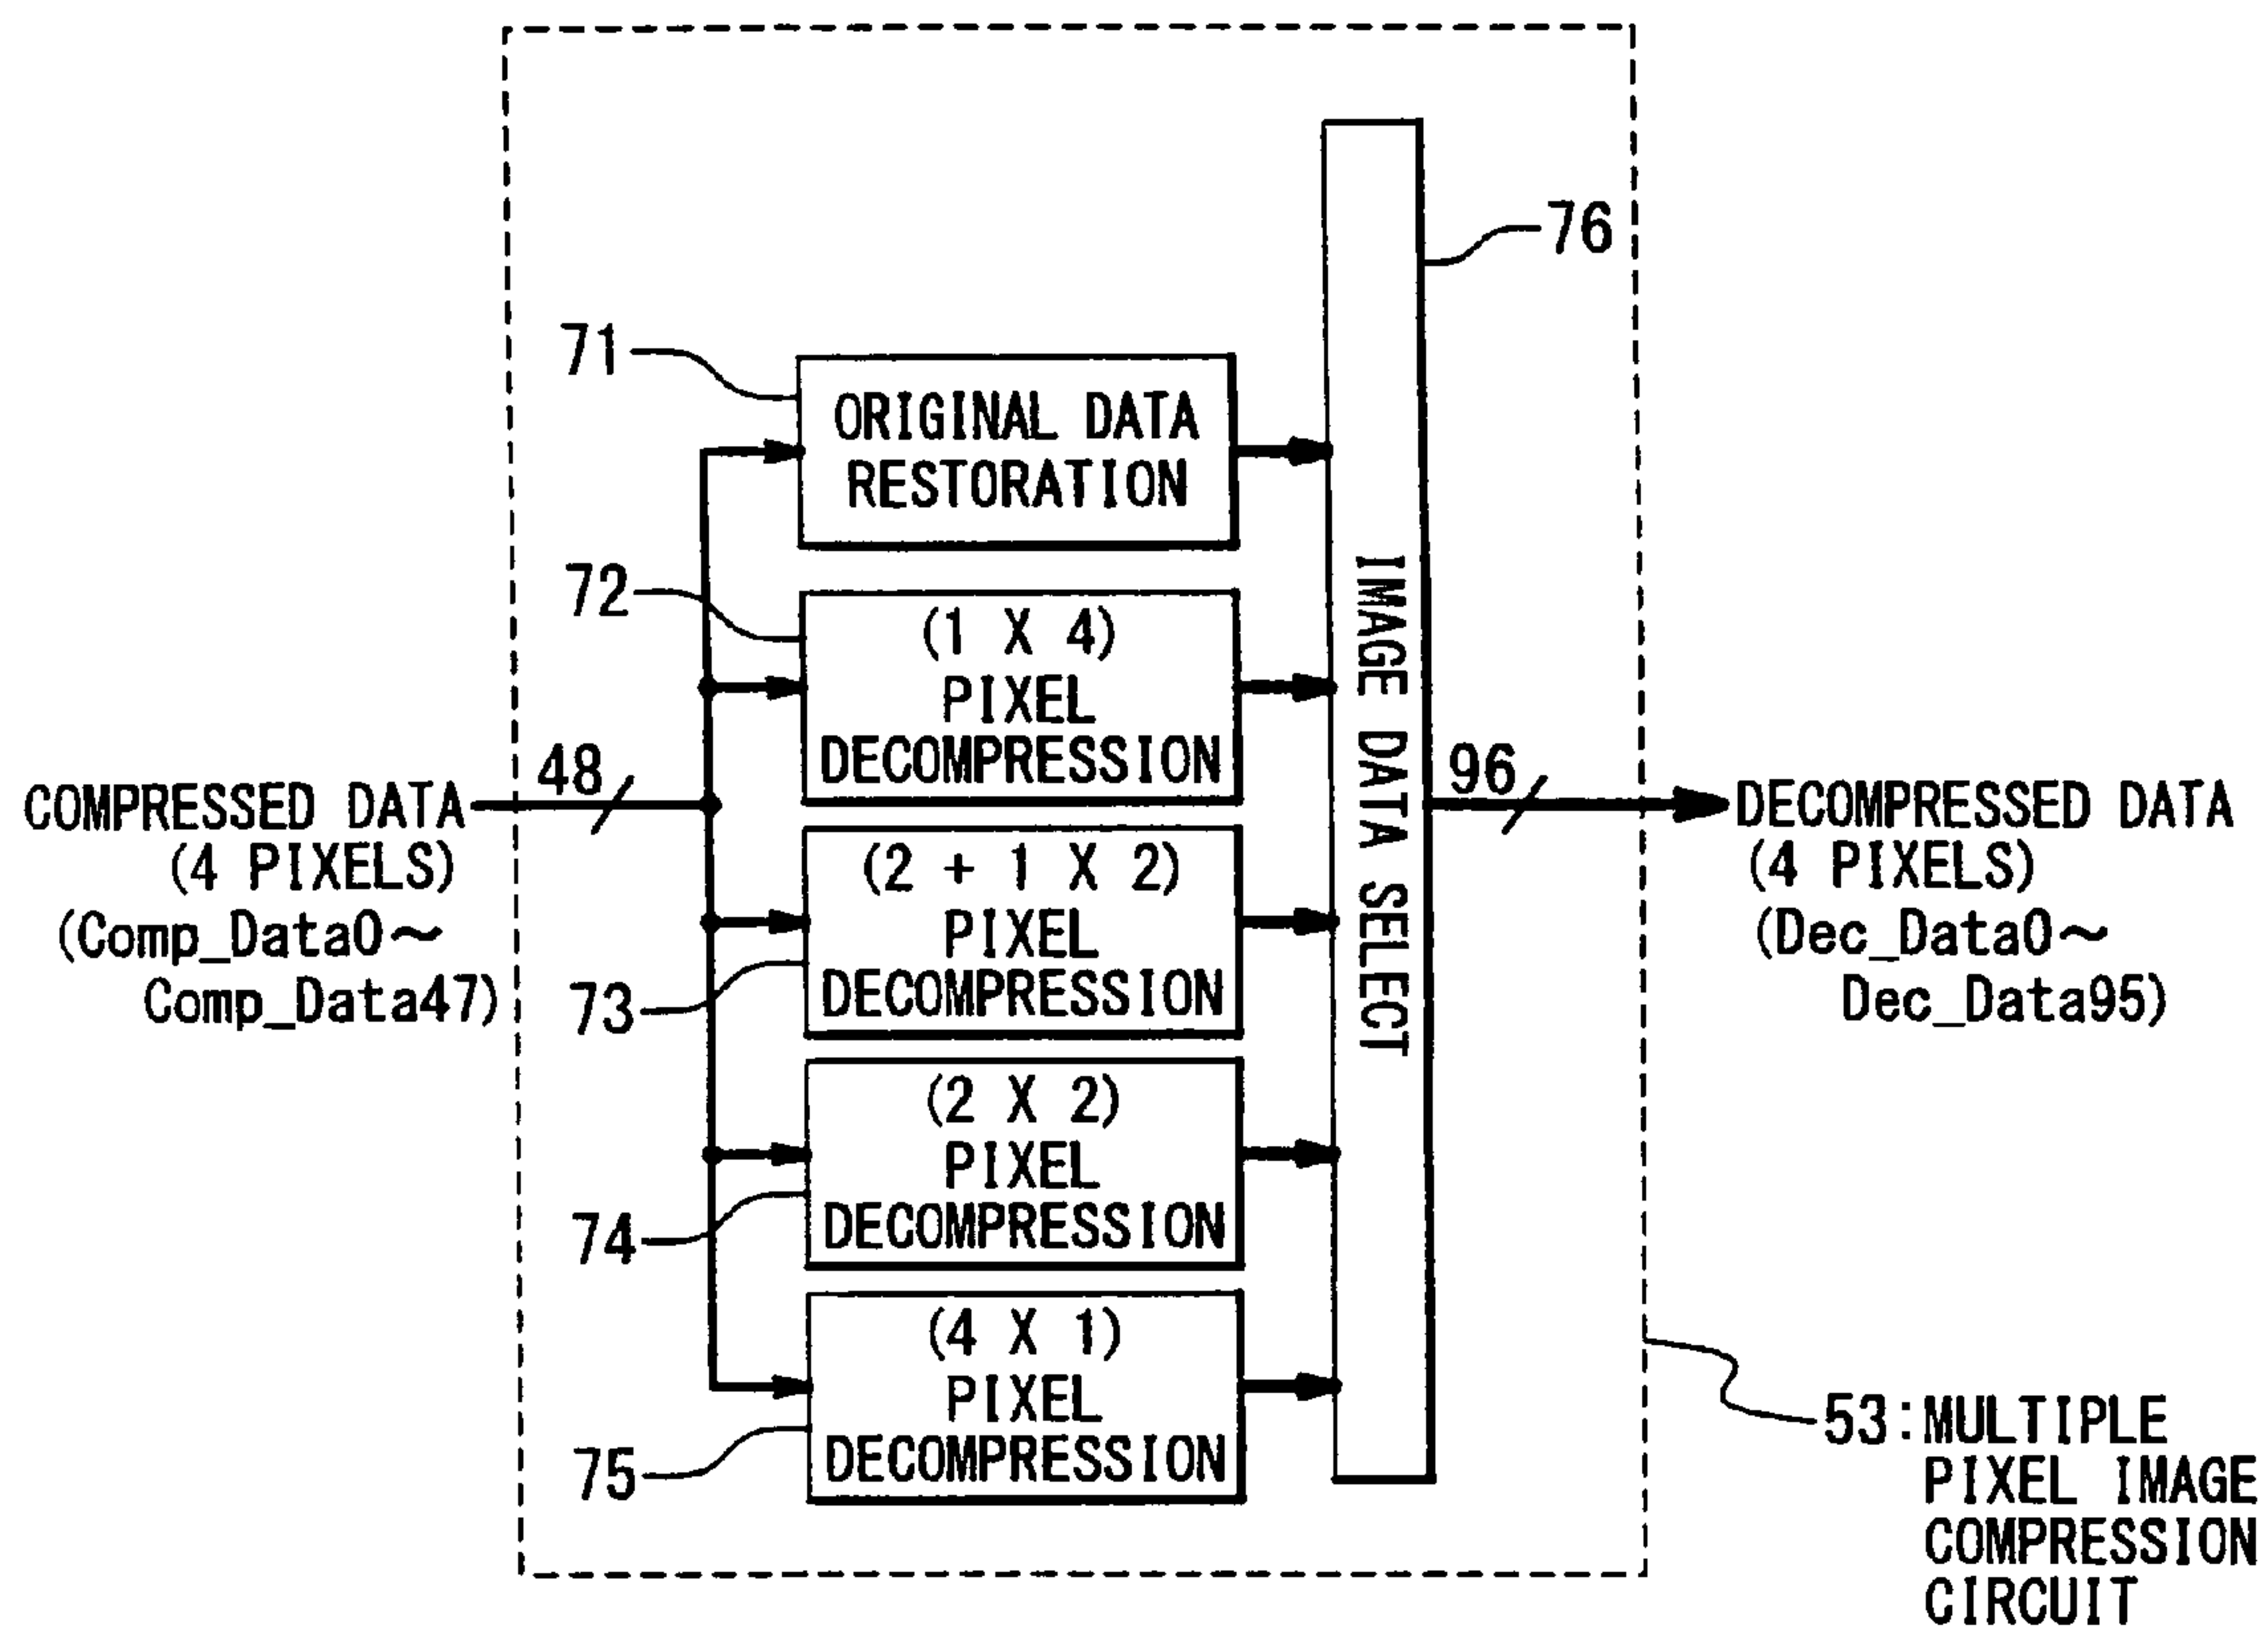 76
71
ORIGINAL DATA
RESTORATION
72
(1 X 4)
PIXEL
DECOMPRESSION
IMAGE DATA SELECT
48
96
COMPRESSED DATA
(4 PIXELS)
(Comp_Data0~
Comp_Data47)
DECOMPRESSED DATA
(4 PIXELS)
(Dec_Data0~
Dec_Data95)
(2 + 1 X 2)
PIXEL
DECOMPRESSION
73
(2 X 2)
PIXEL
DECOMPRESSION
74
(4 X 1)
PIXEL
DECOMPRESSION
75
53:MULTIPLE
PIXEL IMAGE
COMPRESSION
CIRCUIT